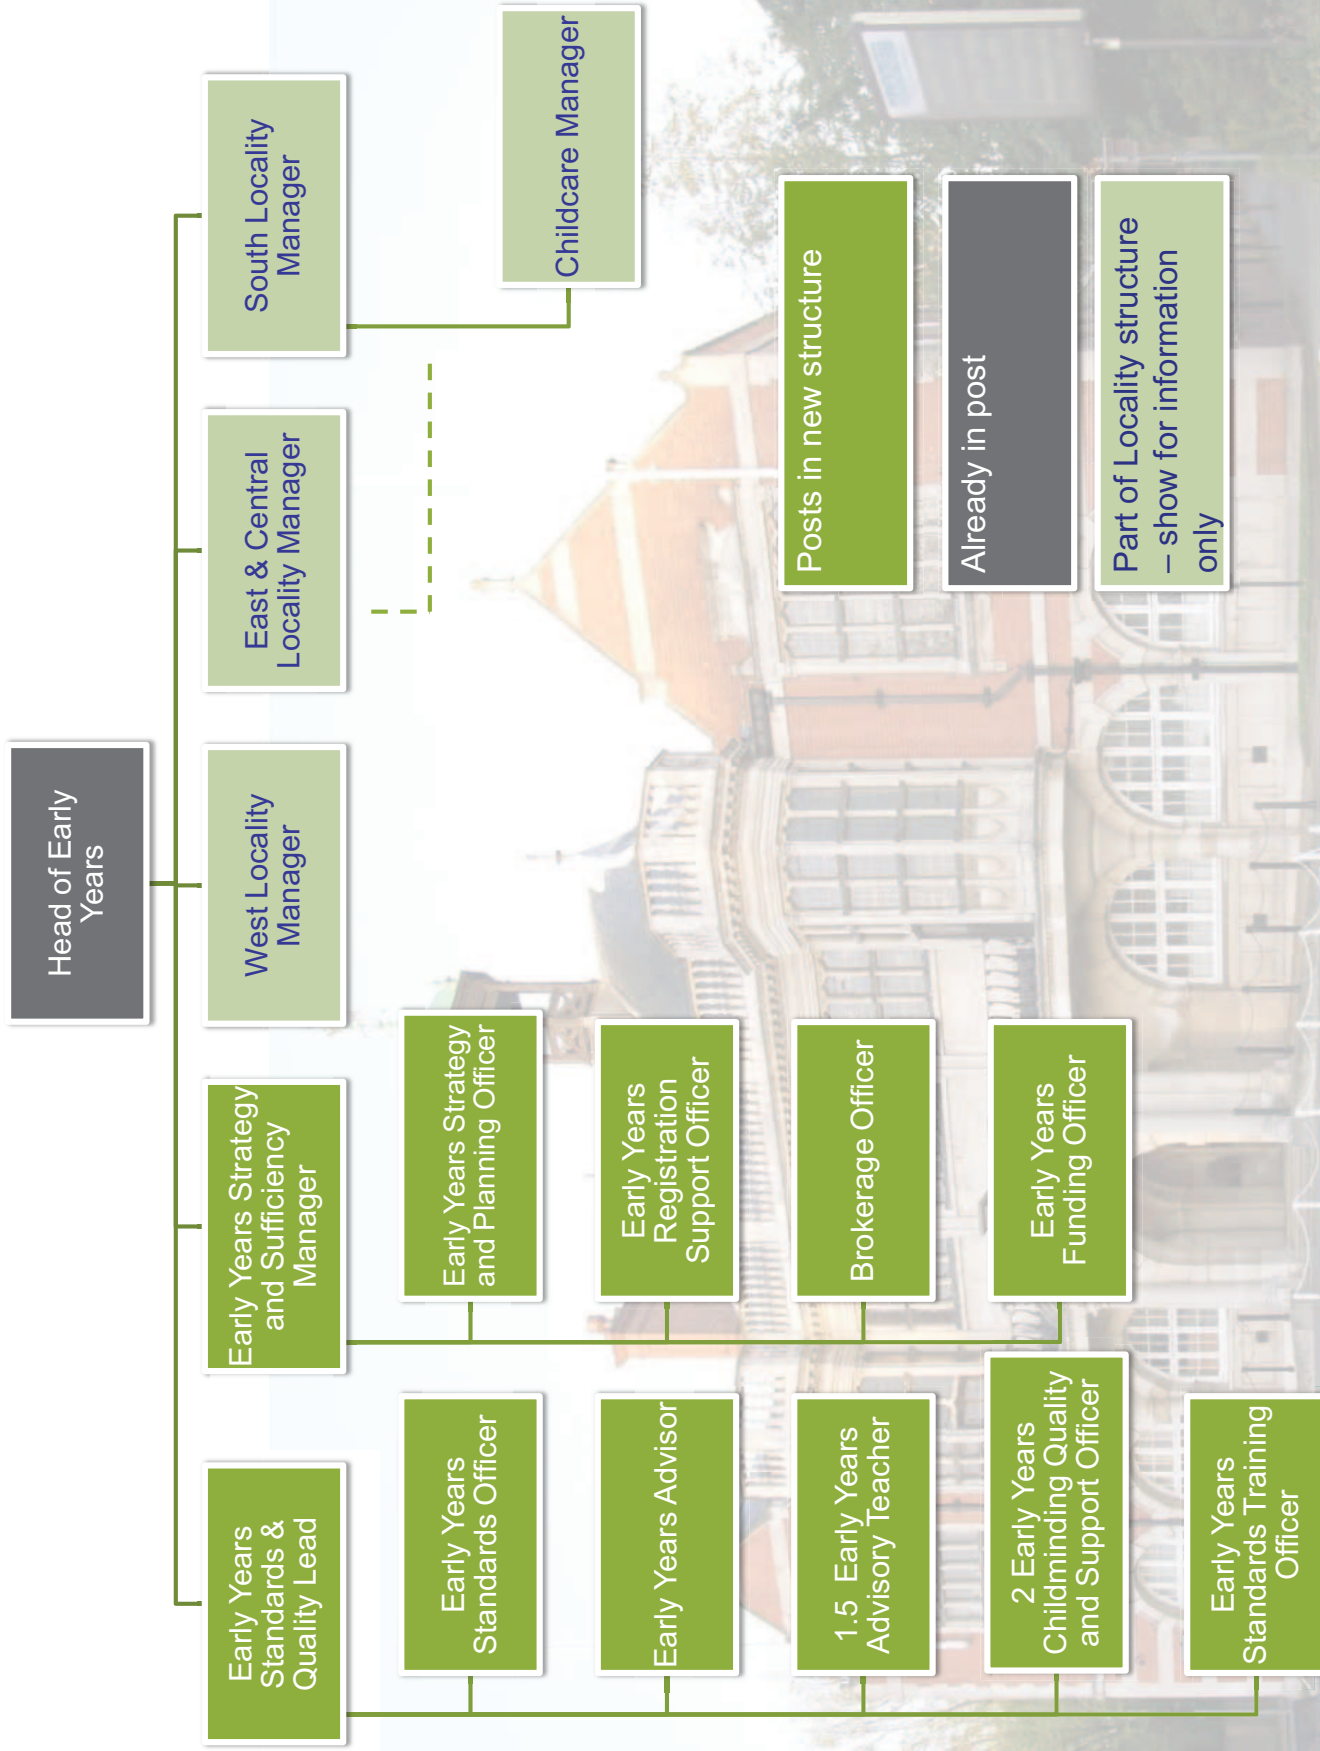 Head of Early
Years
Early Years
Standards &
Quality Lead
Early Years Strategy
and Sufficiency
Manager
West Locality
Manager
East & Central
Locality Manager
South Locality
Manager
Early Years
Standards Officer
Early Years Advisor
1.5 Early Years
Advisory Teacher
2 Early Years
Childminding Quality
and Support Officer
Early Years
Standards Training
Officer
Early Years Strategy
and Planning Officer
Early Years
Registration
Support Officer
Brokerage Officer
Early Years
Funding Officer
Childcare Manager
Posts in new structure
Already in post
Part of Locality structure
– show for information
only